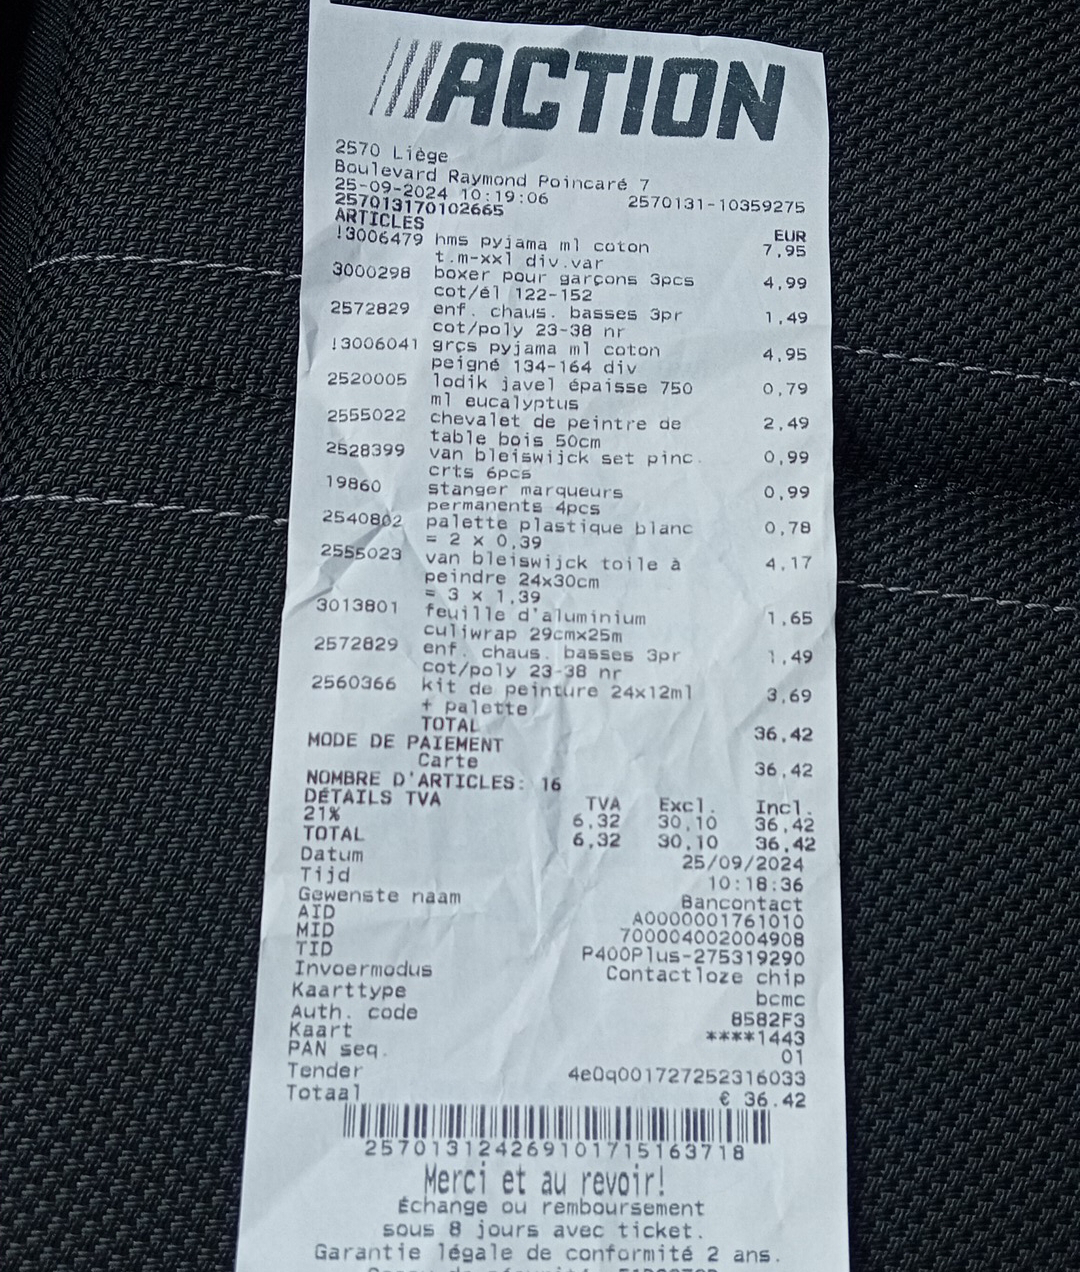 ACTION
2570 Liège
Boulevard Raymond Poincaré 7
25-09-2024 10:19:06 2570131-10359275
257013170102665
ARTICLES EUR
!3006479 hms pyjama ml coton 7,95
t.m-xxl div.var
3000298 boxer pour garçons 3pcs 4,99
cot/él 122-152
2572829 enf. chaus. basses 3pr 1,49
cot/poly 23-38 nr
!3006041 grçs pyjama ml coton 4,95
peigné 134-164 div
2520005 lodik javel épaisse 750 0,79
ml eucalyptus
2555022 chevalet de peintre de 2,49
table bois 50cm
2528399 van bleiswijck set pinc. 0,99
crts 6pcs
19860 stanger marqueurs 0,99
permanents 4pcs
2540802 palette plastique blanc 0,78
= 2 x 0,39
2555023 van bleiswijck toile à 4,17
peindre 24x30cm
= 3 x 1,39
3013801 feuille d'aluminium 1,65
culiwrap 29cmx25m
2572829 enf. chaus. basses 3pr 1,49
cot/poly 23-38 nr
2560366 kit de peinture 24x12ml 3,69
+ palette
TOTAL 36,42
MODE DE PAIEMENT
Carte 36,42
NOMBRE D'ARTICLES: 16
DÉTAILS TVA TVA Excl. Incl.
21% 6,32 30,10 36,42
TOTAL 6,32 30,10 36,42
Datum 25/09/2024
Tijd 10:18:36
Gewenste naam Bancontact
AID A0000001761010
MID 700004002004908
TID P400Plus-275319290
Invoermodus Contactloze chip
Kaarttype bcmc
Auth. code 8582F3
Kaart ****1443
PAN seq. 01
Tender 4e0q001727252316033
Totaal € 36.42
257013124269101715163718
Merci et au revoir!
Échange ou remboursement
sous 8 jours avec ticket.
Garantie légale de conformité 2 ans.